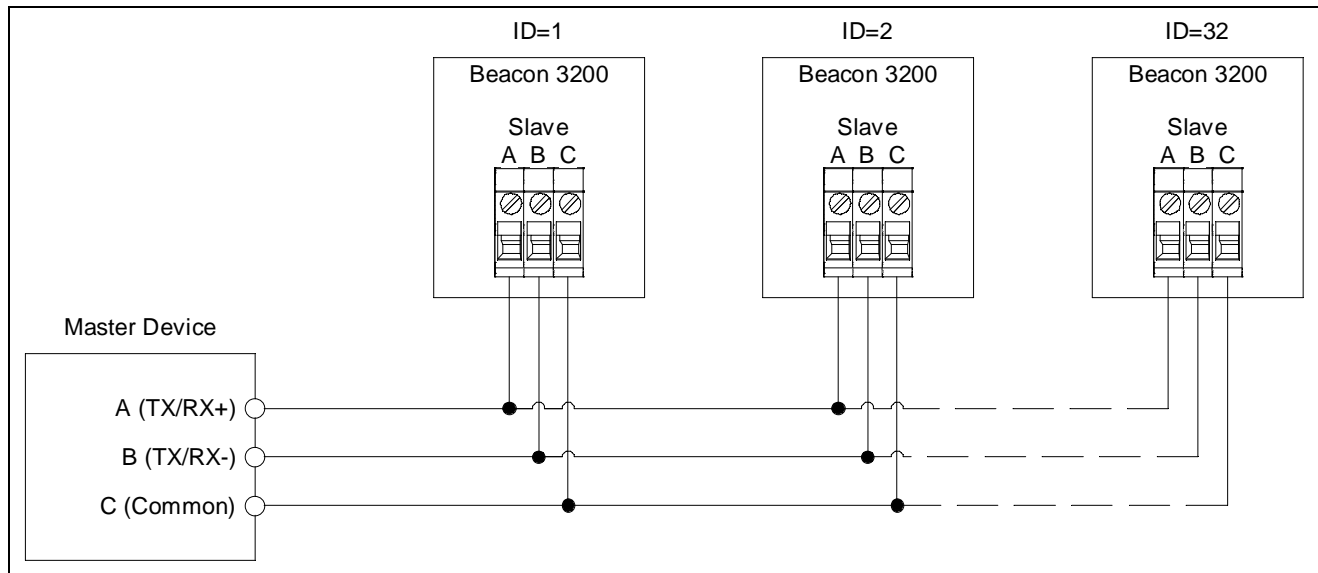 ID=1 ID=2 ID=32
Beacon 3200 Beacon 3200 Beacon 3200
Slave Slave Slave
A B C A B C A B C
Master Device
A (TX/RX+)
B (TX/RX-)
C (Common)